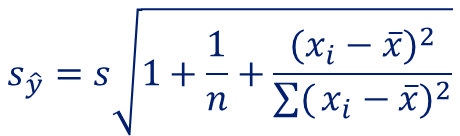 s_ŷ = s√(1 + 1/n + (x_i − x̄)²/∑(x_i − x̄)²)